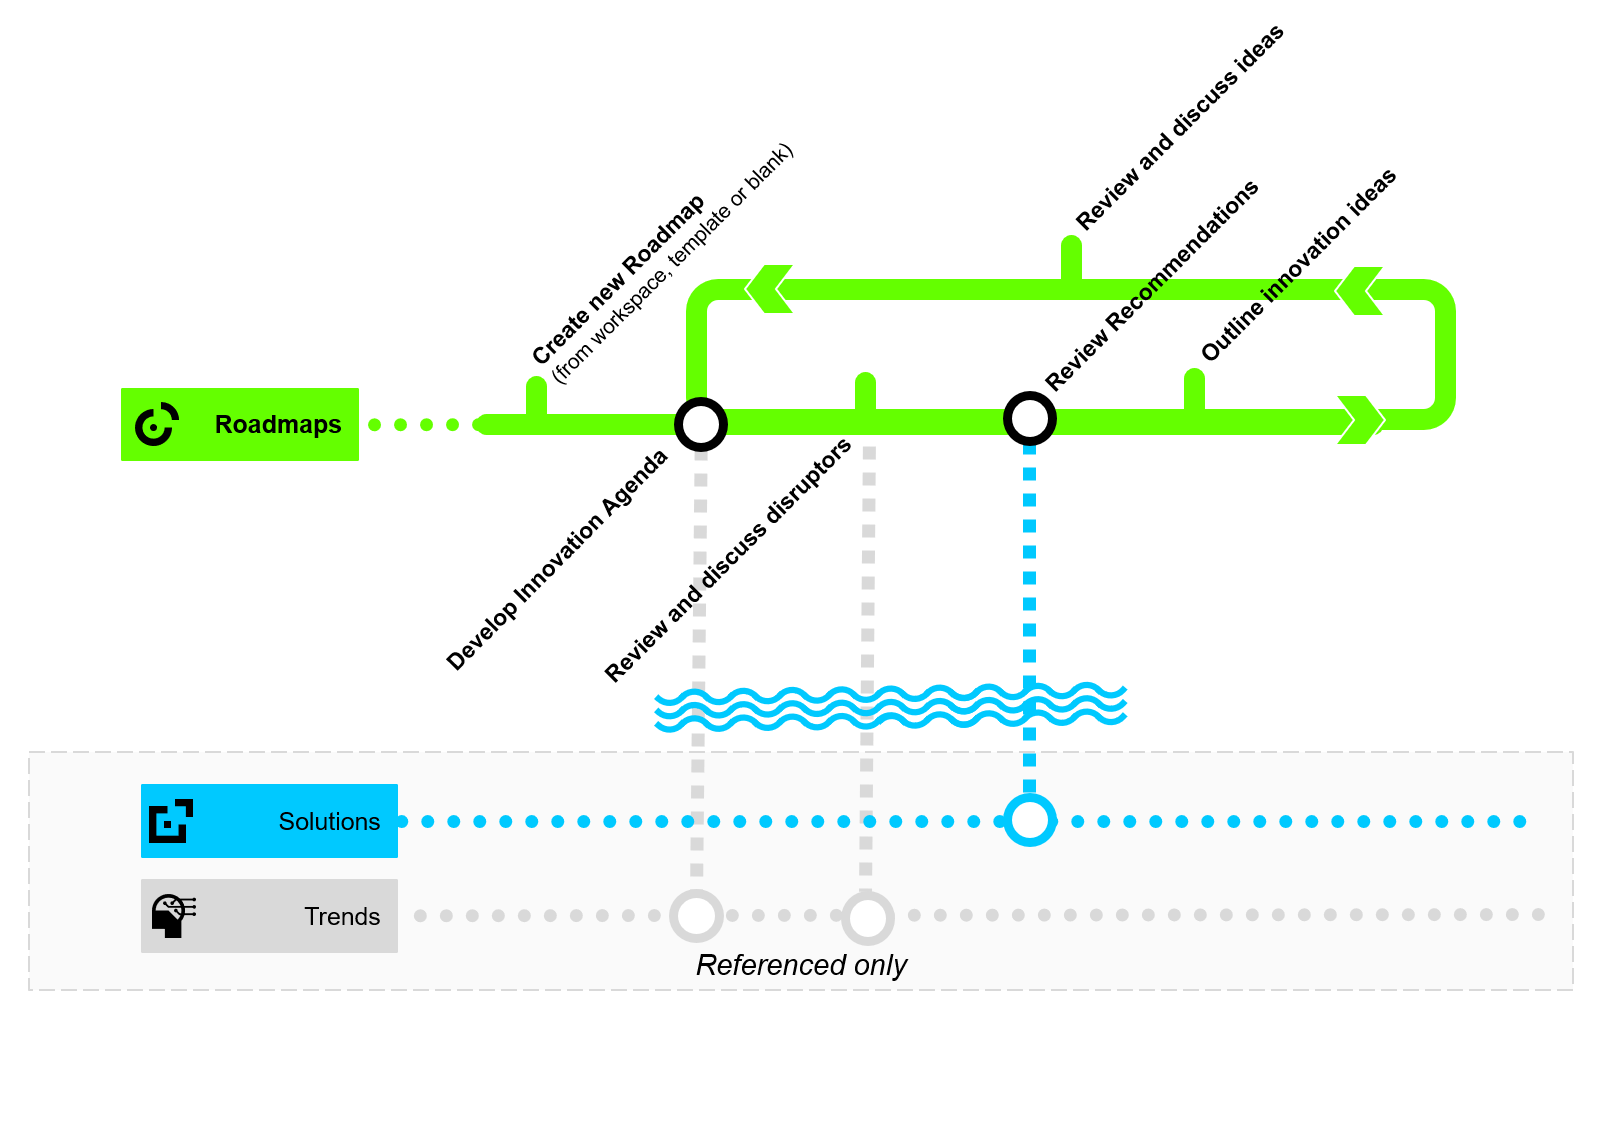 Review and discuss ideas
Create new Roadmap
(from workspace, template or blank)
Review Recommendations
Outline innovation ideas
Roadmaps
Develop Innovation Agenda
Review and discuss disruptors
Solutions
Trends
Referenced only